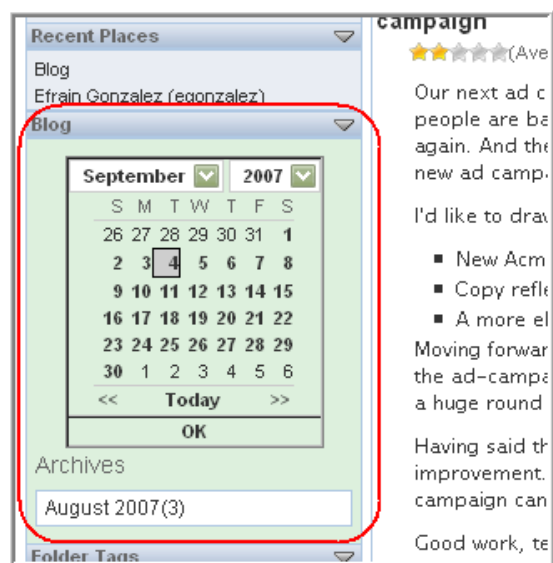 Recent Places
Blog
Efrain Gonzalez (egonzalez)
Blog
September 2007
S M T W T F S
26 27 28 29 30 31 1
2 3 4 5 6 7 8
9 10 11 12 13 14 15
16 17 18 19 20 21 22
23 24 25 26 27 28 29
30 1 2 3 4 5 6
<< Today >>
OK
Archives
August 2007(3)
Folder Tags
campaign
(Ave
Our next ad c
people are ba
again. And the
new ad camp
I'd like to dra
New Acm
Copy refle
A more el
Moving forwar
the ad-campa
a huge round
Having said th
improvement.
campaign can
Good work, te